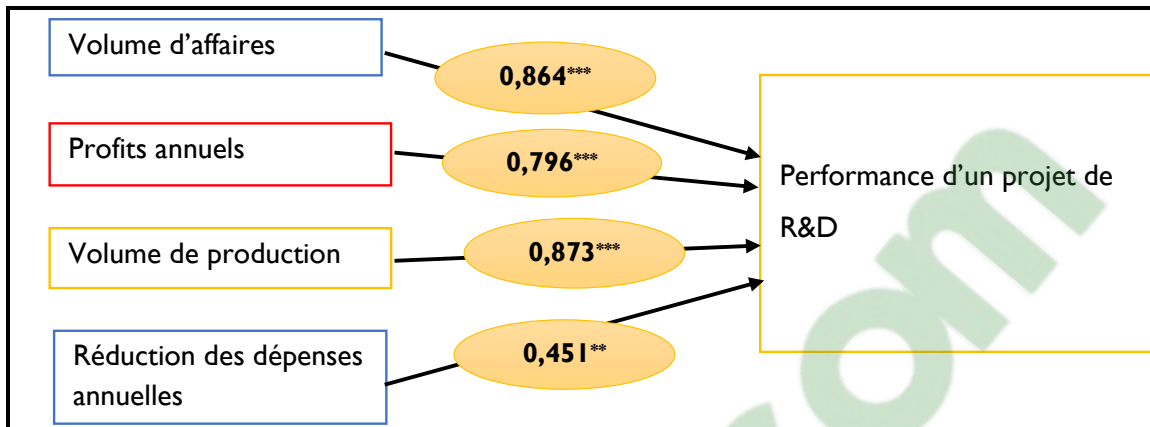 Volume d'affaires
0,864***
Profits annuels
0,796***
Performance d'un projet de
R&D
Volume de production
0,873***
Réduction des dépenses
annuelles
0,451**
om